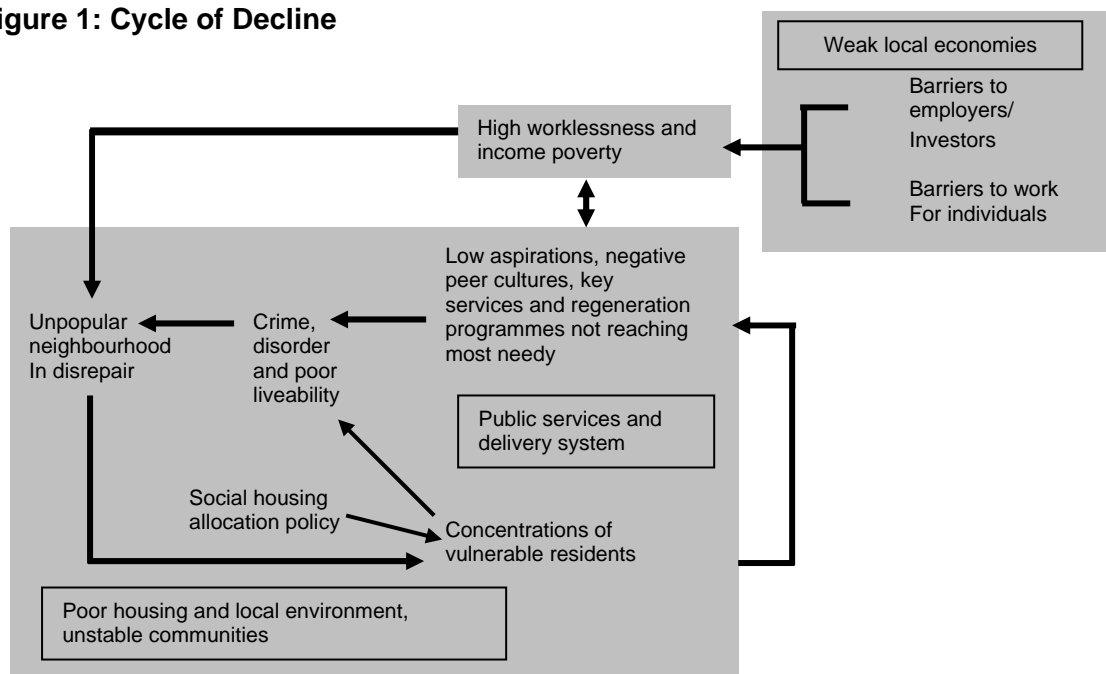 igure 1: Cycle of Decline
Weak local economies
Barriers to
employers/
Investors
Barriers to work
For individuals
High worklessness and
income poverty
Low aspirations, negative
peer cultures, key
services and regeneration
programmes not reaching
most needy
Unpopular
neighbourhood
In disrepair
Crime,
disorder
and poor
liveability
Public services and
delivery system
Social housing
allocation policy
Concentrations of
vulnerable residents
Poor housing and local environment,
unstable communities